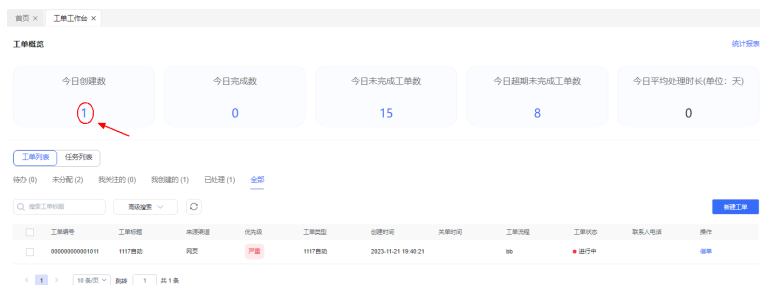 首页 × 工单工作台 ×
工单概览 统计报表
今日创建数 今日完成数 今日未完成工单数 今日超期未完成工单数 今日平均处理时长(单位：天)
1 0 15 8 0
工单列表 任务列表
待办 (0) 未分配 (2) 我关注的 (0) 我创建的 (1) 已处理 (1) 全部
搜索工单标题 高级搜索 新建工单
工单编号 工单标题 来源渠道 优先级 工单类型 创建时间 关单时间 工单流程 工单状态 联系人电话 操作
000000000001011 1117自助 网页 严重 1117自助 2023-11-21 19:40:21 bb 进行中 催单
< 1 > 10 条/页 跳转 1 共 1 条